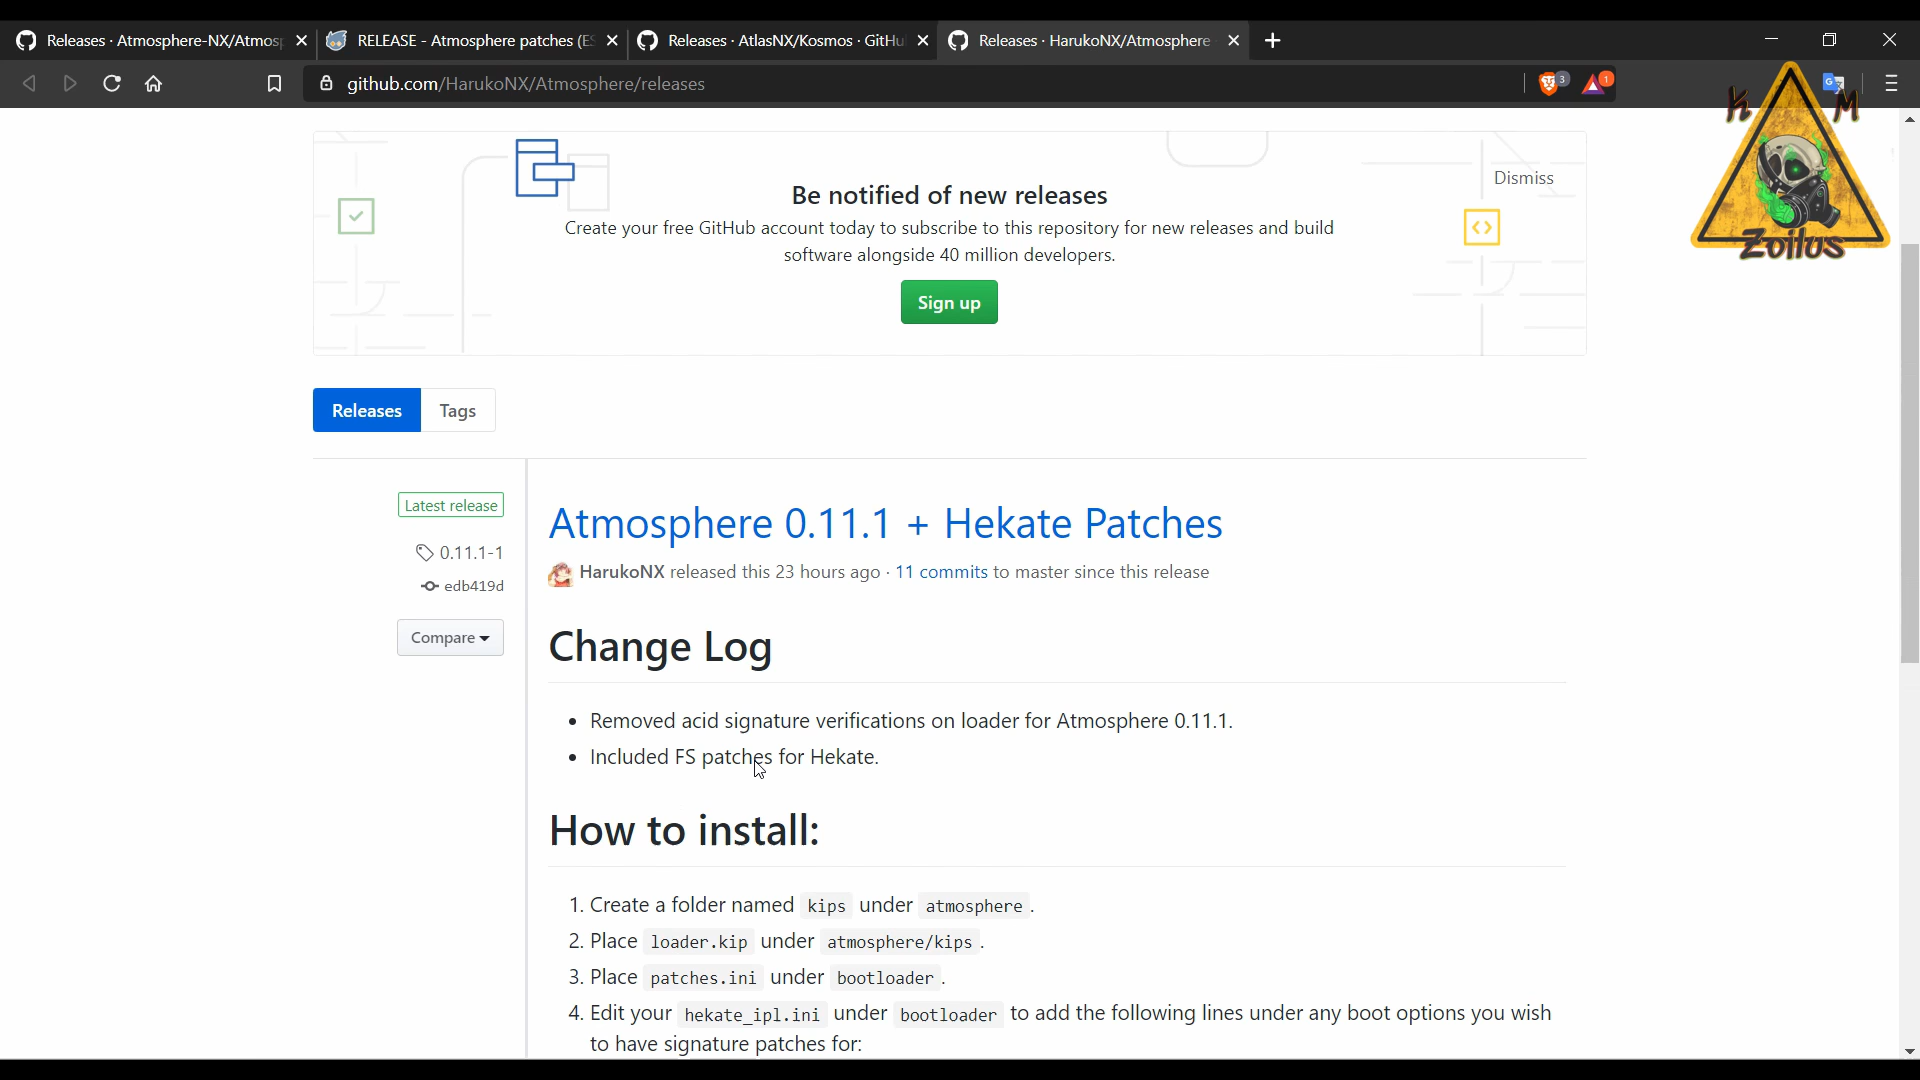 Releases · Atmosphere-NX/Atmosp
RELEASE - Atmosphere patches (ES
Releases · AtlasNX/Kosmos · GitHu
Releases · HarukoNX/Atmosphere
github.com/HarukoNX/Atmosphere/releases
3
1
K M
Zoilus
Be notified of new releases
Dismiss
Create your free GitHub account today to subscribe to this repository for new releases and build
software alongside 40 million developers.
Sign up
Releases
Tags
Latest release
0.11.1-1
edb419d
Compare
Atmosphere 0.11.1 + Hekate Patches
HarukoNX released this 23 hours ago · 11 commits to master since this release
Change Log
• Removed acid signature verifications on loader for Atmosphere 0.11.1.
• Included FS patches for Hekate.
How to install:
1. Create a folder named kips under atmosphere .
2. Place loader.kip under atmosphere/kips .
3. Place patches.ini under bootloader .
4. Edit your hekate_ipl.ini under bootloader to add the following lines under any boot options you wish
to have signature patches for: